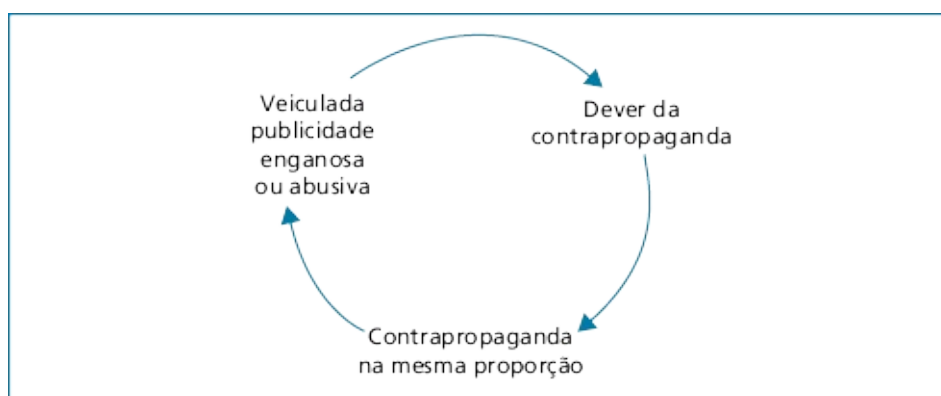 Veiculada
publicidade
enganosa
ou abusiva
Dever da
contrapropaganda
Contrapropaganda
na mesma proporção